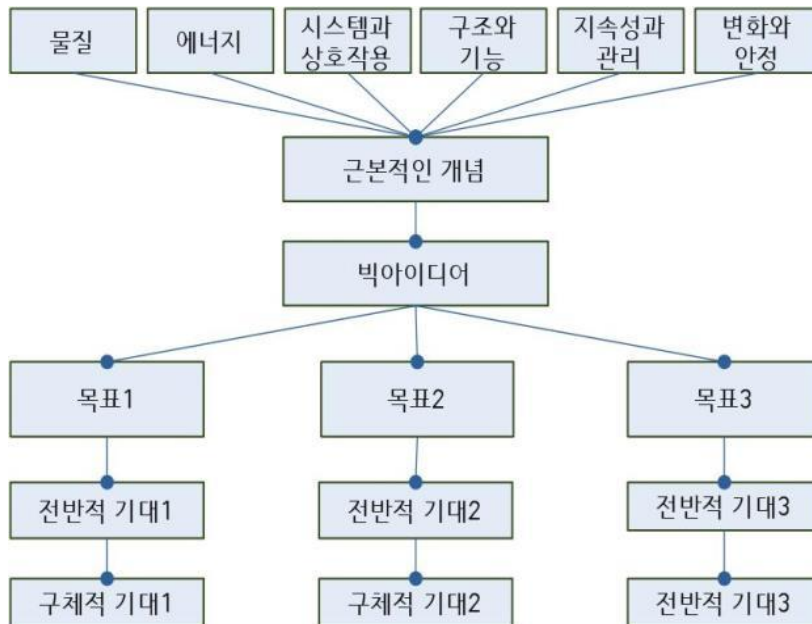 물질
에너지
시스템과
상호작용
구조와
기능
지속성과
관리
변화와
안정
근본적인 개념
빅아이디어
목표1
목표2
목표3
전반적 기대1
전반적 기대2
전반적 기대3
구체적 기대1
구체적 기대2
전반적 기대3